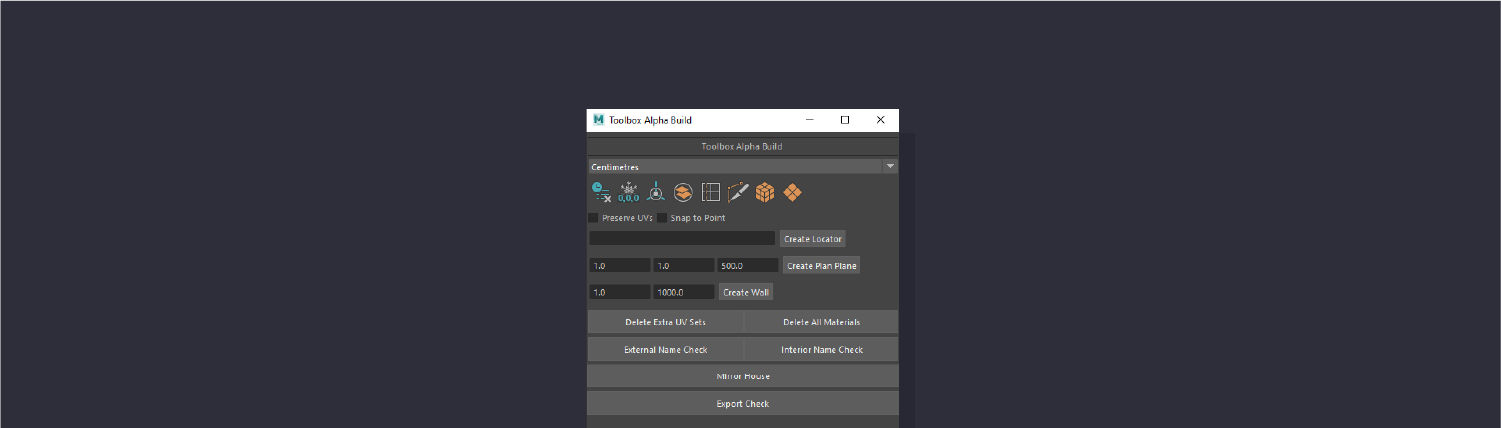 Toolbox Alpha Build
Toolbox Alpha Build
Centimetres
0,0,0
Preserve UVs Snap to Point
Create Locator
1.0 1.0 500.0 Create Plan Plane
1.0 1000.0 Create Wall
Delete Extra UV Sets Delete All Materials
External Name Check Interior Name Check
Mirror House
Export Check